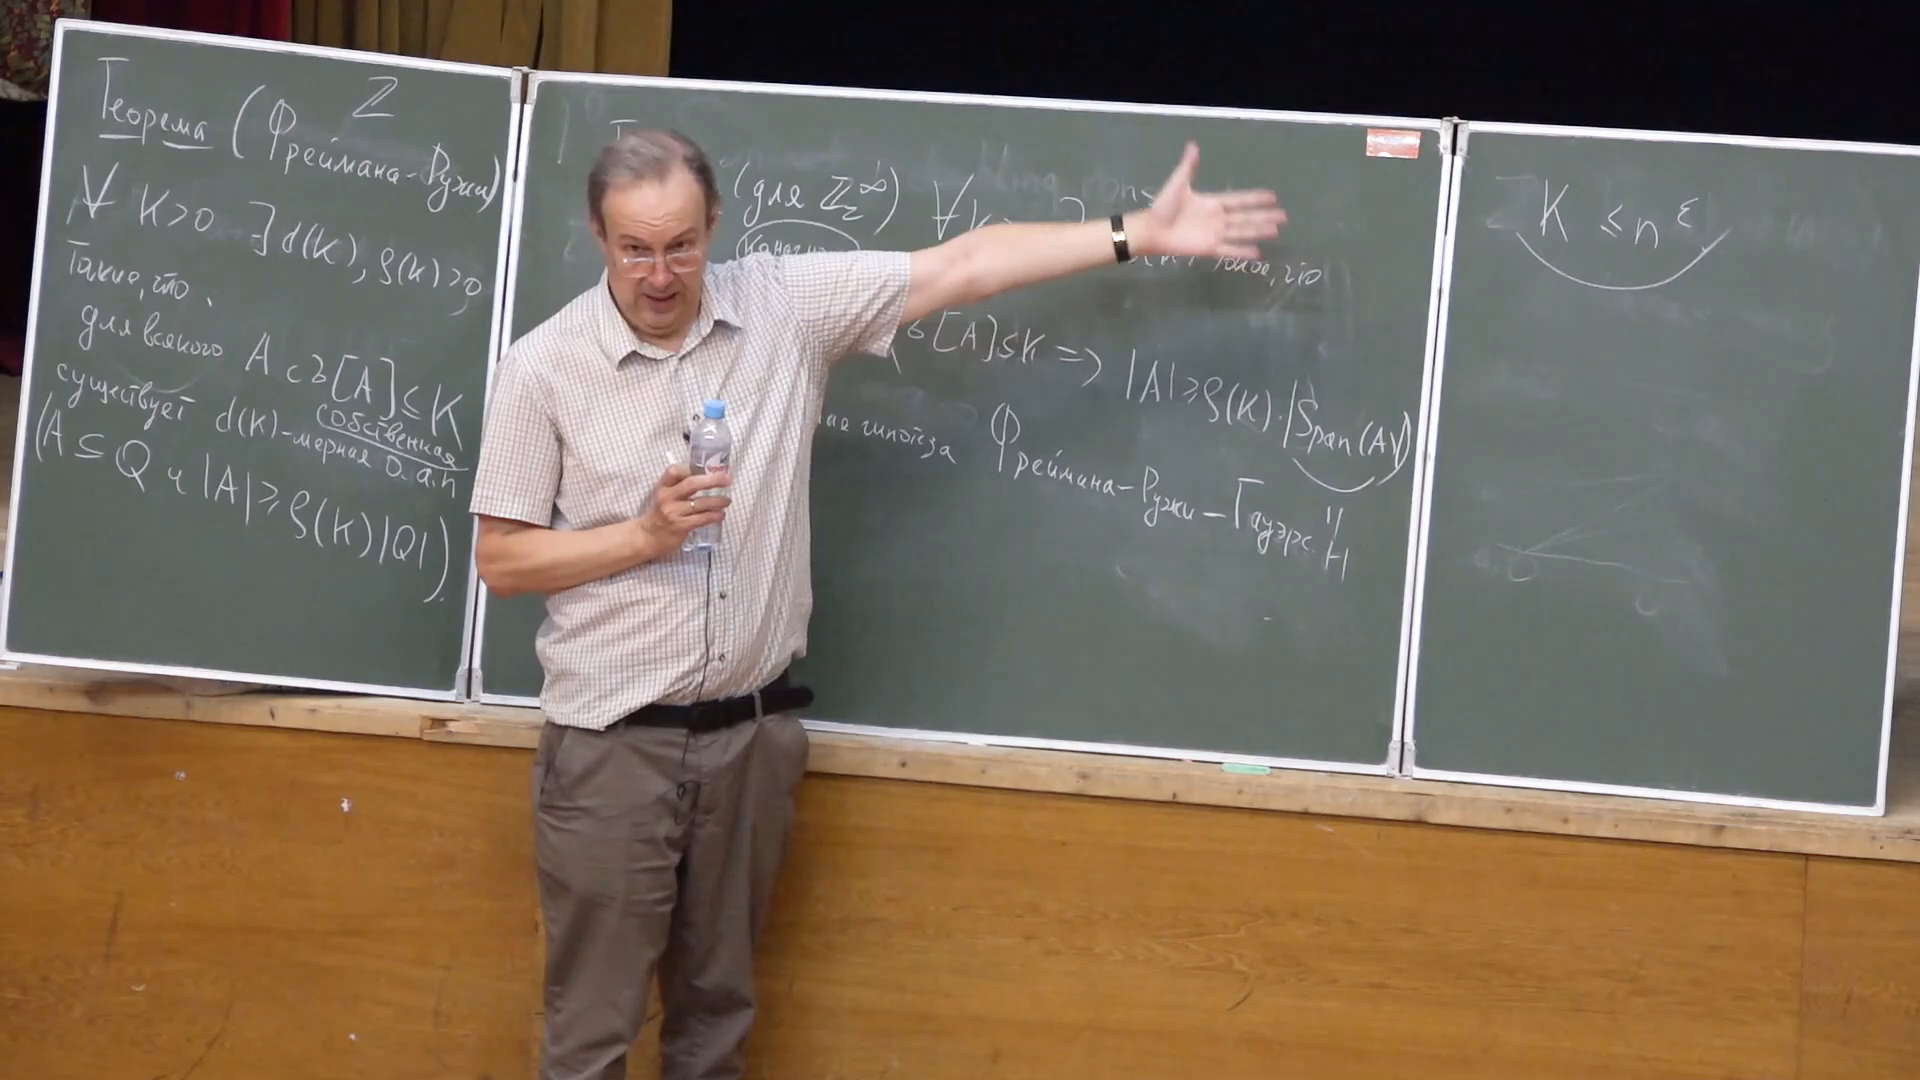 Z
Теорема (Фреймана-Ружи)
∀ K>0 ∃ d(K), ρ(K)>0
такие, что
для всякого A с σ[A]≤K
существует d(K)-мерная собственная о.а.п
(A ⊆ Q и |A|≥ρ(K)|Q|).
(для Z₂^∞) ∀
такое, что
σ[A]≤K => |A|≥ρ(K)·|Span(A)|
гипотеза Фреймана-Ружи-Гауэрс
H
K ≤ n^ε